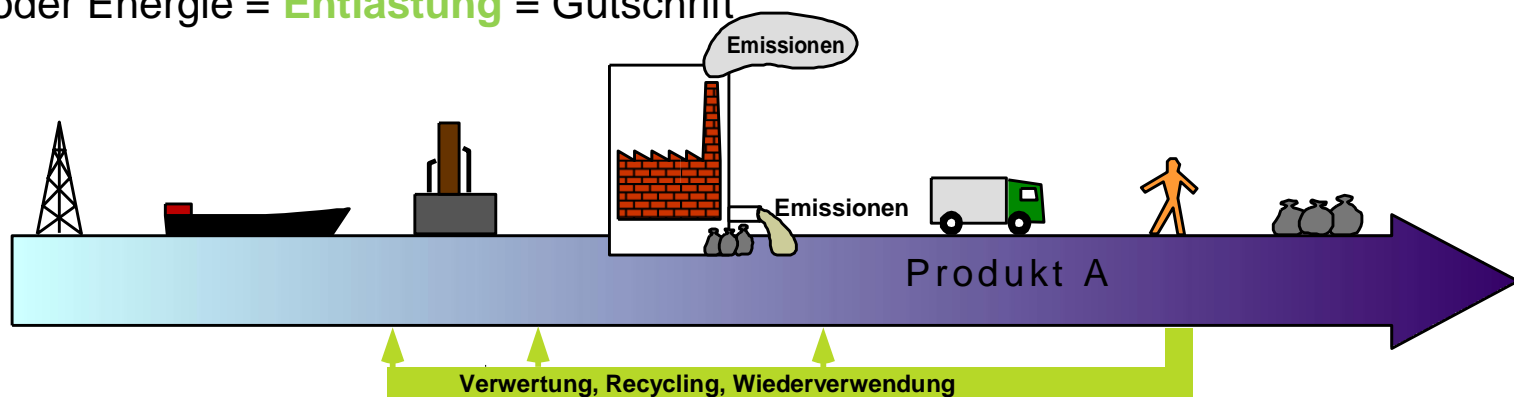 oder Energie = Entlastung = Gutschrift
Emissionen
Emissionen
Produkt A
Verwertung, Recycling, Wiederverwendung